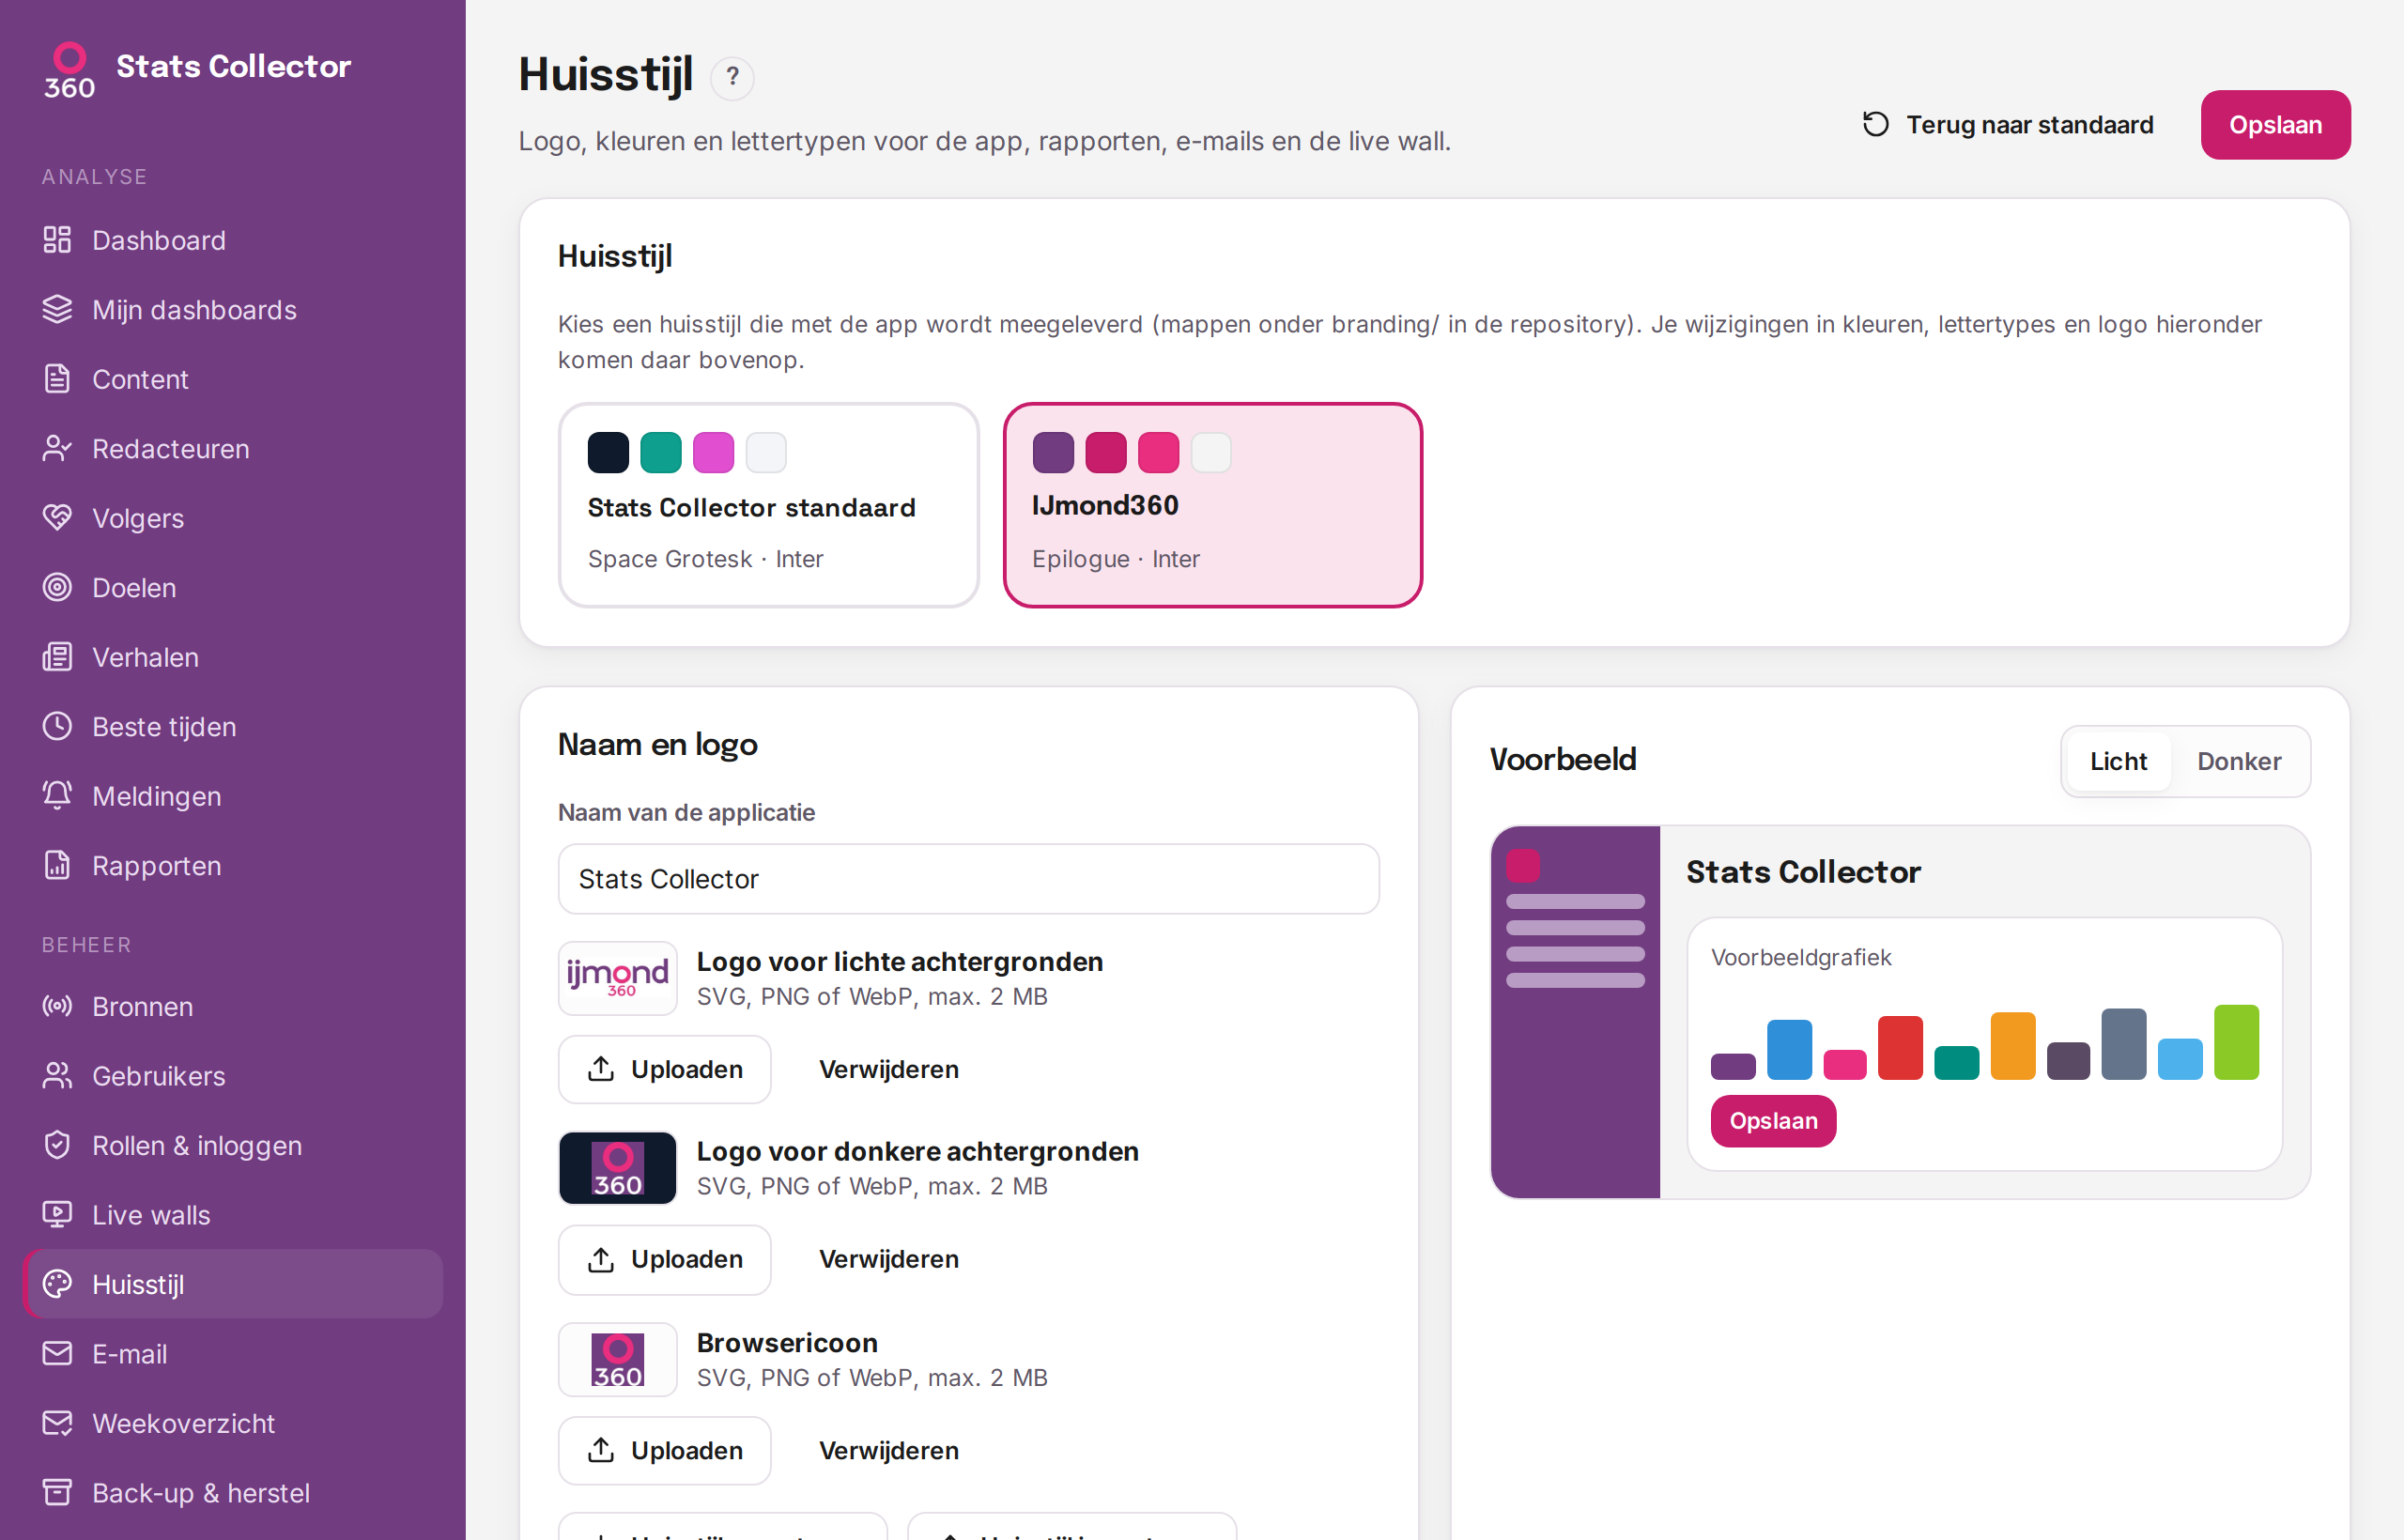 360
Stats Collector
ANALYSE
Dashboard
Mijn dashboards
Content
Redacteuren
Volgers
Doelen
Verhalen
Beste tijden
Meldingen
Rapporten
BEHEER
Bronnen
Gebruikers
Rollen & inloggen
Live walls
Huisstijl
E-mail
Weekoverzicht
Back-up & herstel
Huisstijl ?
Logo, kleuren en lettertypen voor de app, rapporten, e-mails en de live wall.
Terug naar standaard
Opslaan
Huisstijl
Kies een huisstijl die met de app wordt meegeleverd (mappen onder branding/ in de repository). Je wijzigingen in kleuren, lettertypes en logo hieronder
komen daar bovenop.
Stats Collector standaard
Space Grotesk · Inter
IJmond360
Epilogue · Inter
Naam en logo
Naam van de applicatie
Stats Collector
ijmond
360
Logo voor lichte achtergronden
SVG, PNG of WebP, max. 2 MB
Uploaden
Verwijderen
360
Logo voor donkere achtergronden
SVG, PNG of WebP, max. 2 MB
Uploaden
Verwijderen
360
Browsericoon
SVG, PNG of WebP, max. 2 MB
Uploaden
Verwijderen
Voorbeeld
Licht
Donker
Stats Collector
Voorbeeldgrafiek
Opslaan